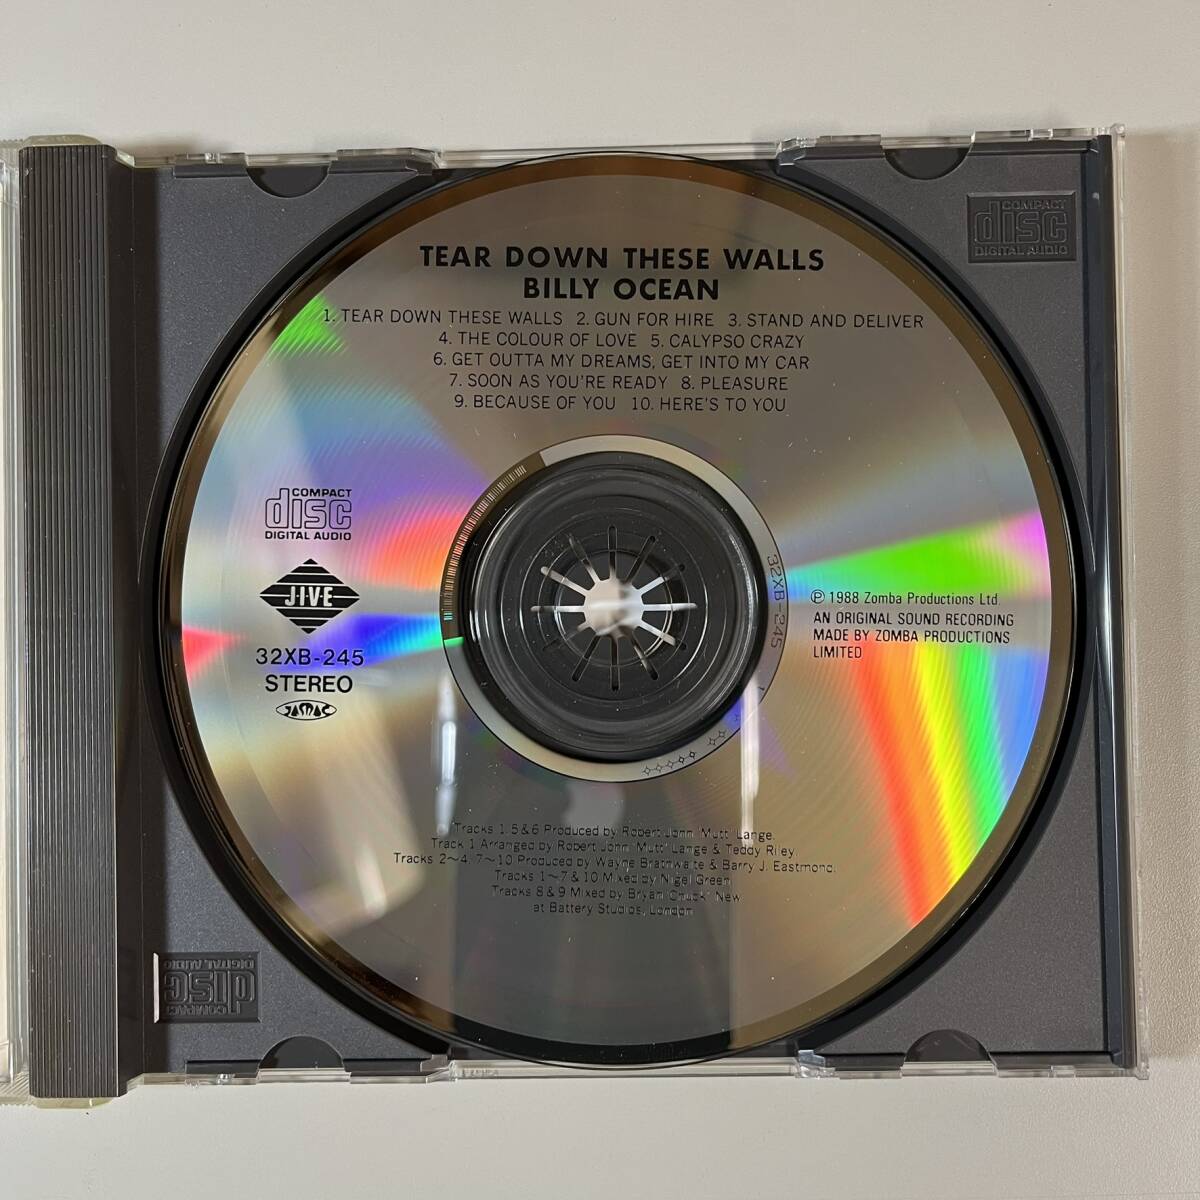 COMPACT
disc
DIGITAL AUDIO
TEAR DOWN THESE WALLS
BILLY OCEAN
1. TEAR DOWN THESE WALLS 2. GUN FOR HIRE 3. STAND AND DELIVER
4. THE COLOUR OF LOVE 5. CALYPSO CRAZY
6. GET OUTTA MY DREAMS, GET INTO MY CAR
7. SOON AS YOU'RE READY 8. PLEASURE
9. BECAUSE OF YOU 10. HERE'S TO YOU
COMPACT
disc
DIGITAL AUDIO
JIVE
32XB-245
STEREO
JASRAC
32XB-245
℗ 1988 Zomba Productions Ltd.
AN ORIGINAL SOUND RECORDING
MADE BY ZOMBA PRODUCTIONS
LIMITED
Tracks 1, 5 & 6 Produced by Robert John 'Mutt' Lange.
Track 1 Arranged by Robert John 'Mutt' Lange & Teddy Riley.
Tracks 2〜4, 7〜10 Produced by Wayne Brathwaite & Barry J. Eastmond.
Tracks 1〜7 & 10 Mixed by Nigel Green.
Tracks 8 & 9 Mixed by Bryan 'Chuck' New
at Battery Studios, London
COMPACT
disc
DIGITAL AUDIO